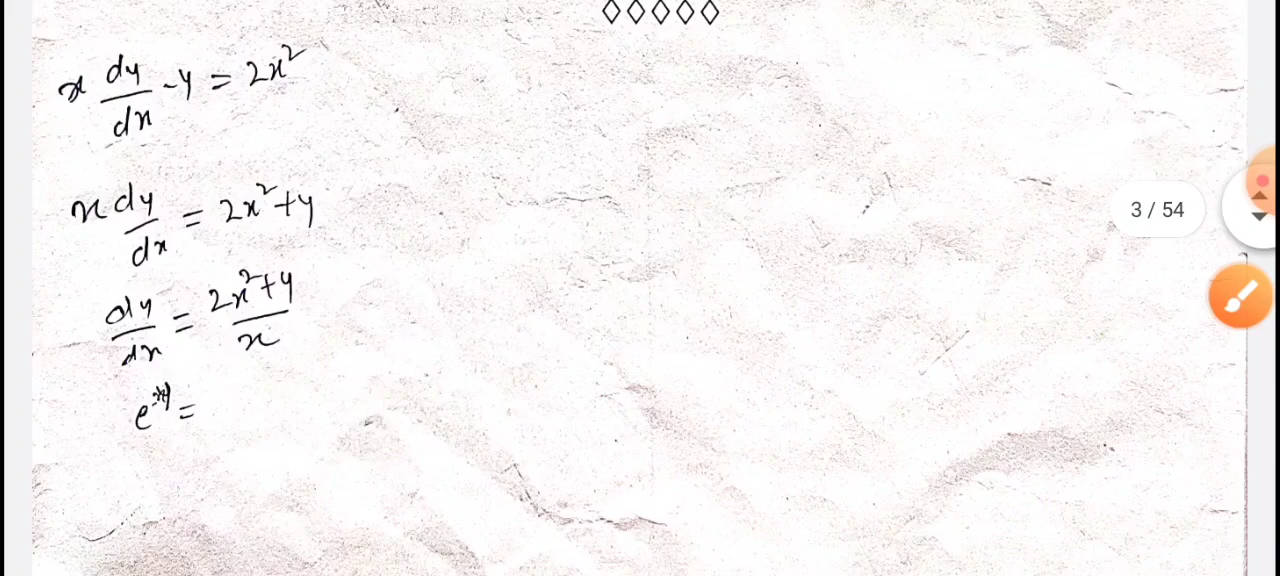 ◊◊◊◊◊
x dy/dx - y = 2x²
x dy/dx = 2x² + y
3 / 54
dy/dx = (2x² + y)/x
e =